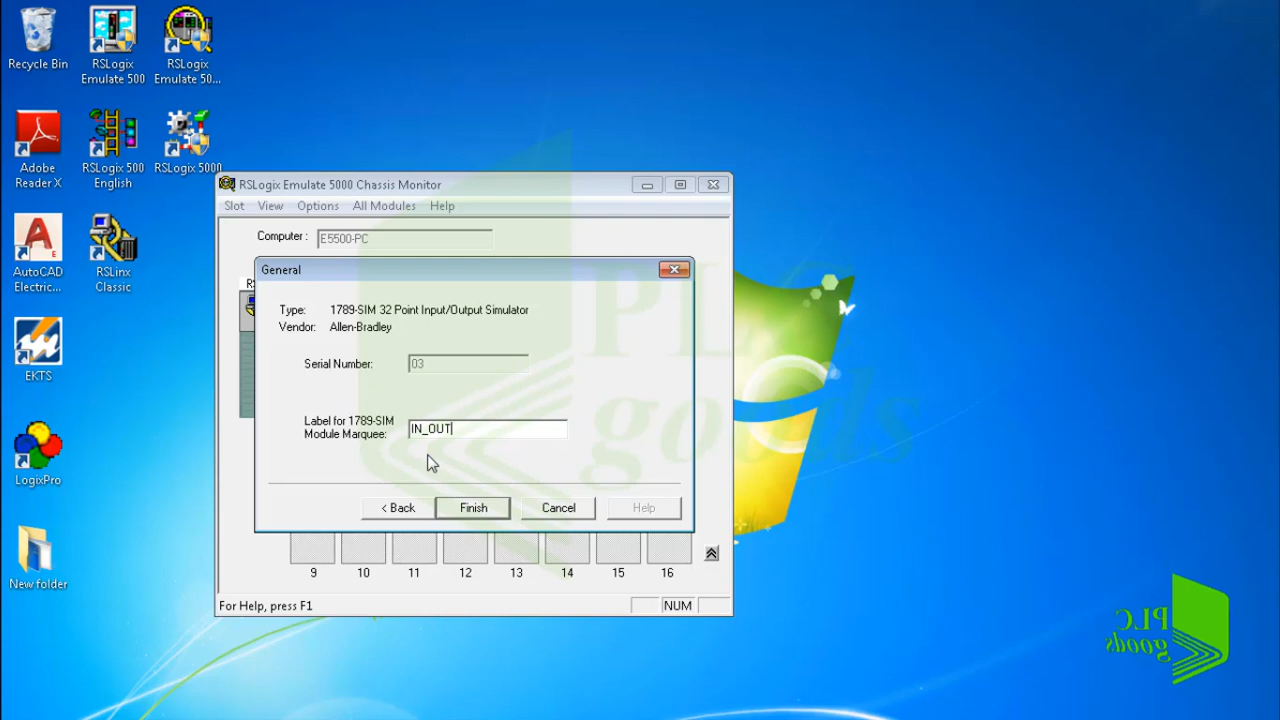 Recycle Bin
RSLogix
Emulate 500
RSLogix
Emulate 50...
Adobe
Reader X
RSLogix 500
English
RSLogix 5000
AutoCAD
Electric...
RSLinx
Classic
EKTS
LogixPro
New folder
RSLogix Emulate 5000 Chassis Monitor
Slot View Options All Modules Help
Computer : E5500-PC
General
Type: 1789-SIM 32 Point Input/Output Simulator
Vendor: Allen-Bradley
Serial Number: 03
Label for 1789-SIM
Module Marquee: IN_OUT
< Back Finish Cancel Help
9 10 11 12 13 14 15 16
For Help, press F1 NUM
PLC
goods
PLC
goods